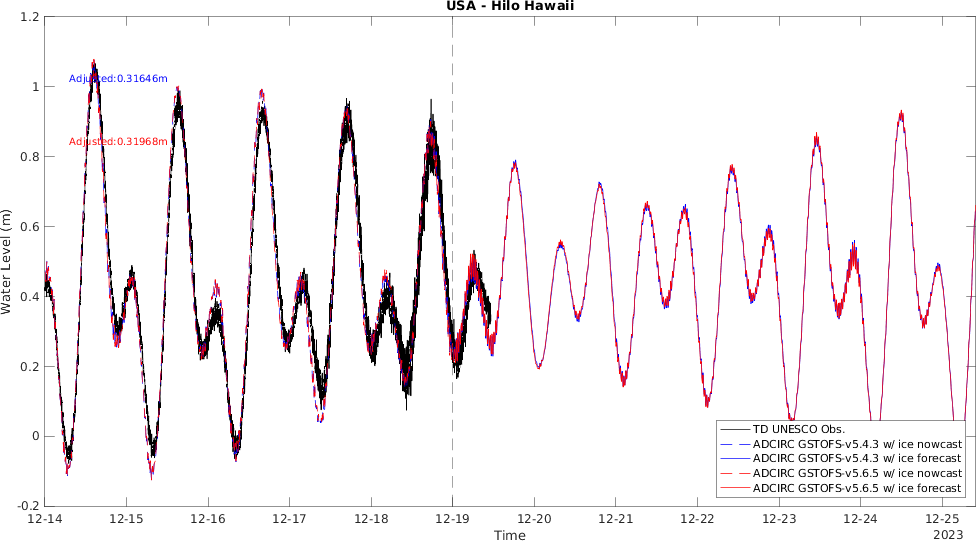 USA - Hilo Hawaii
1.2
1
0.8
0.6
0.4
0.2
0
-0.2
Water Level (m)
Adjusted:0.31646m
Adjusted:0.31968m
TD UNESCO Obs.
ADCIRC GSTOFS-v5.4.3 w/ ice nowcast
ADCIRC GSTOFS-v5.4.3 w/ ice forecast
ADCIRC GSTOFS-v5.6.5 w/ ice nowcast
ADCIRC GSTOFS-v5.6.5 w/ ice forecast
12-14 12-15 12-16 12-17 12-18 12-19 12-20 12-21 12-22 12-23 12-24 12-25
Time
2023